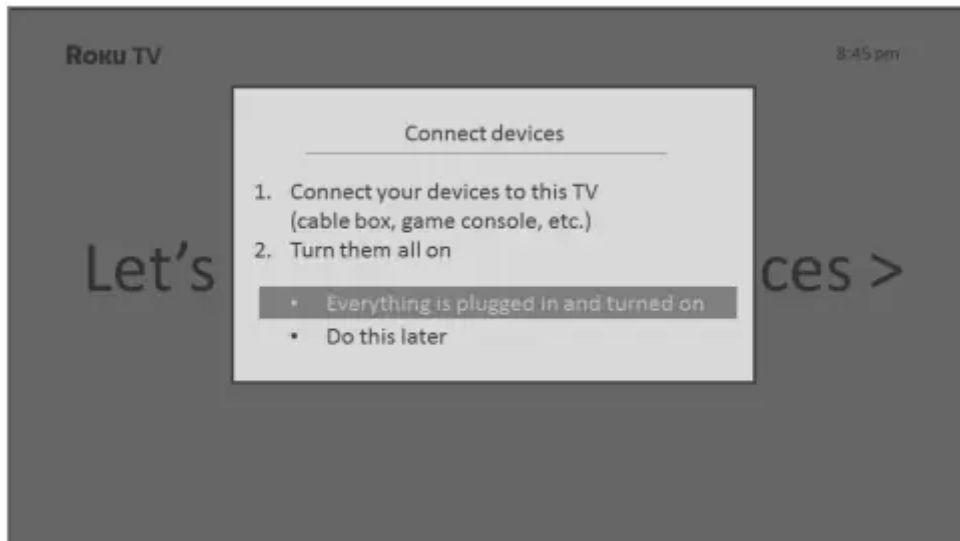 Roku TV
8:45 pm
Connect devices
1. Connect your devices to this TV
(cable box, game console, etc.)
2. Turn them all on
Let's
ces >
• Everything is plugged in and turned on
• Do this later